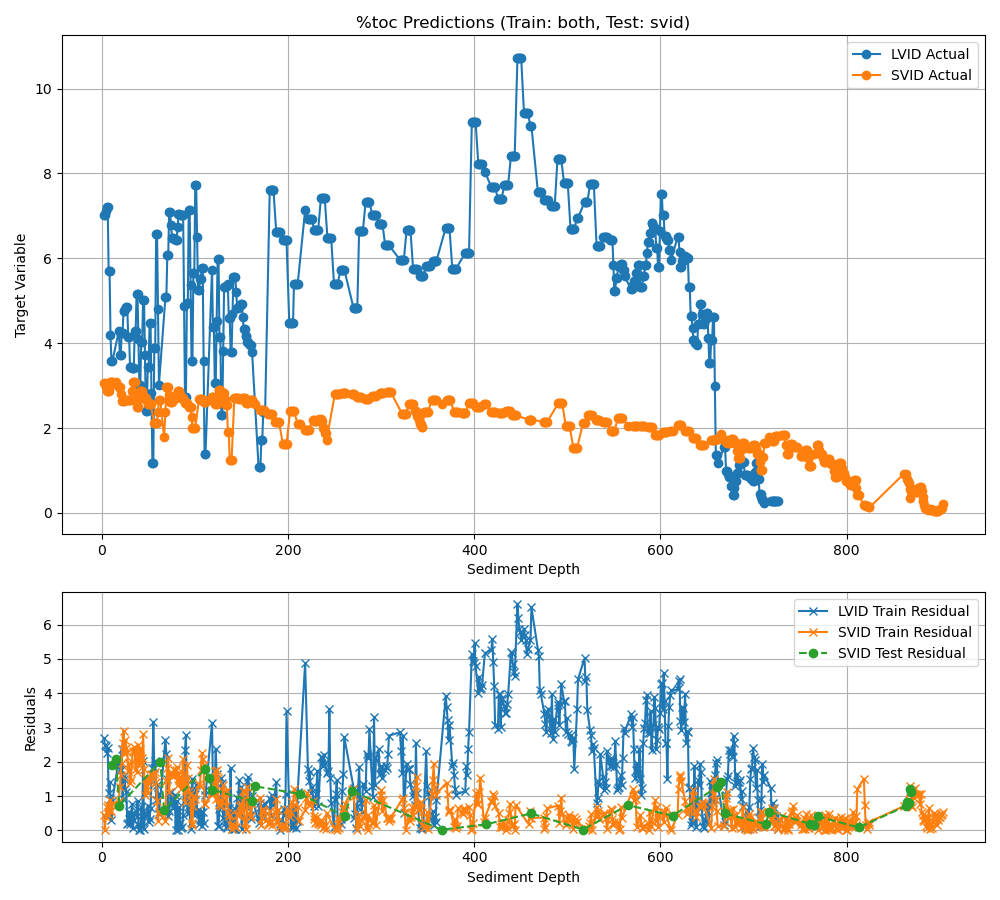 %toc Predictions (Train: both, Test: svid)
LVID Actual
SVID Actual
Target Variable
10
8
6
4
2
0
0 200 400 600 800
Sediment Depth
LVID Train Residual
SVID Train Residual
SVID Test Residual
Residuals
6
5
4
3
2
1
0
0 200 400 600 800
Sediment Depth